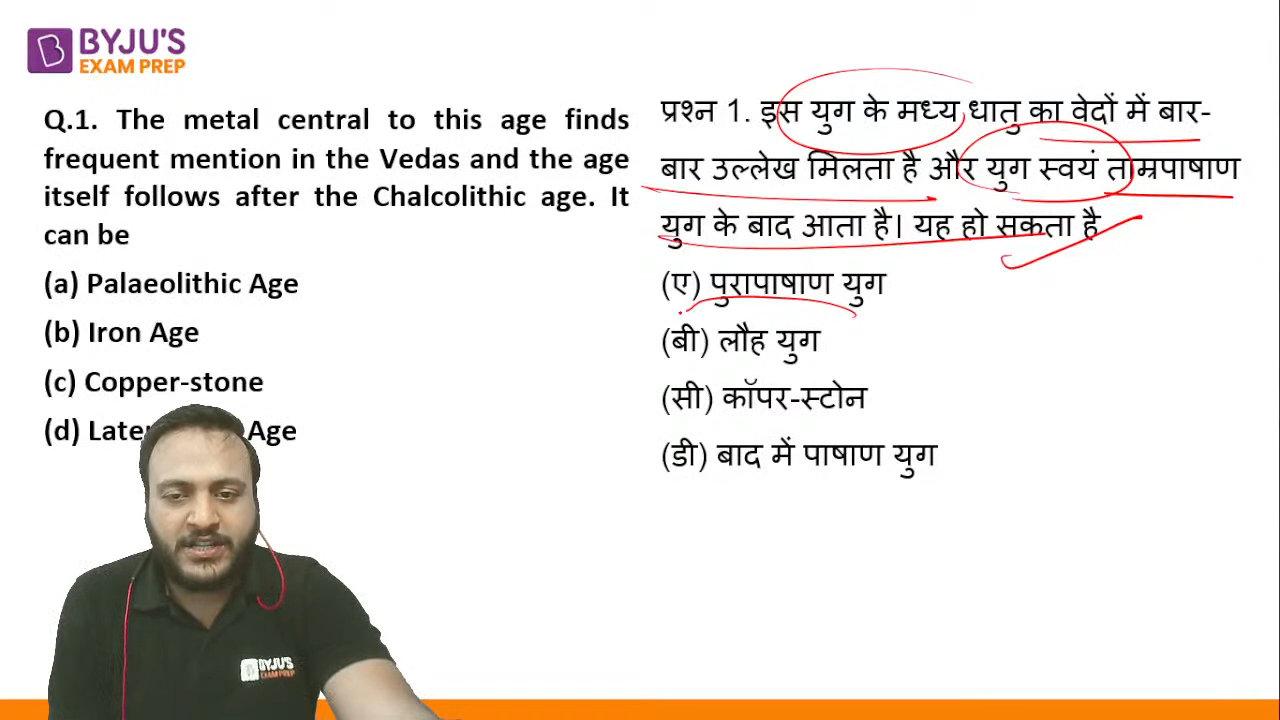 BYJU'S
EXAM PREP
Q.1. The metal central to this age finds
frequent mention in the Vedas and the age
itself follows after the Chalcolithic age. It
can be
(a) Palaeolithic Age
(b) Iron Age
(c) Copper-stone
(d) Age
प्रश्न 1. इस युग के मध्य धातु का वेदों में बार-
बार उल्लेख मिलता है और युग स्वयं ताम्रपाषाण
युग के बाद आता है। यह हो सकता है
(ए) पुरापाषाण युग
(बी) लौह युग
(सी) कॉपर-स्टोन
(डी) बाद में पाषाण युग
BYJU'S
EXAM PREP